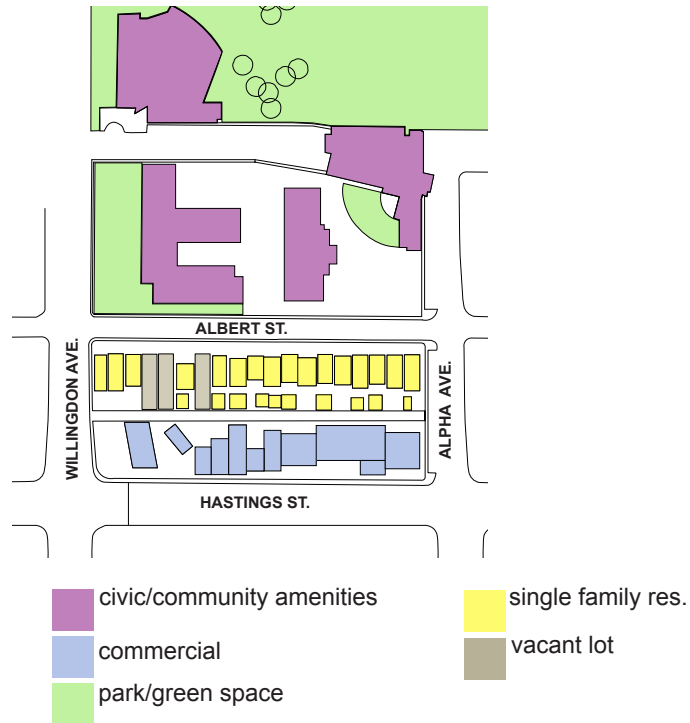 ALBERT ST.
WILLINGDON AVE.
ALPHA AVE.
HASTINGS ST.
civic/community amenities
single family res.
commercial
vacant lot
park/green space